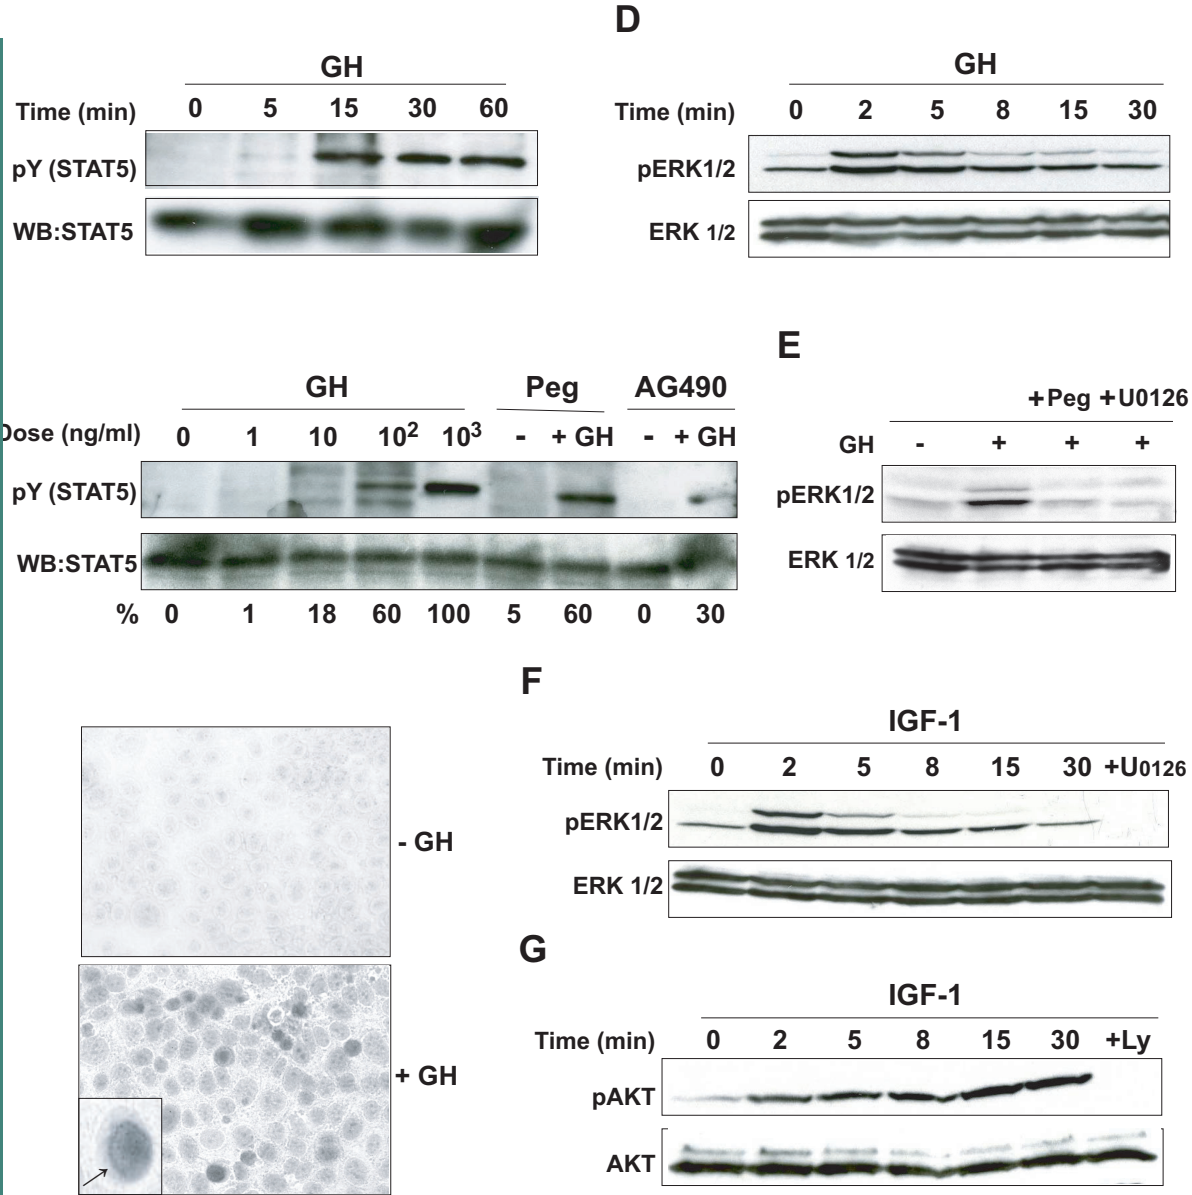 GH
Time (min) 0 5 15 30 60
pY (STAT5)
WB:STAT5
D
GH
Time (min) 0 2 5 8 15 30
pERK1/2
ERK 1/2
GH Peg AG490
Dose (ng/ml) 0 1 10 10² 10³ - + GH - + GH
pY (STAT5)
WB:STAT5
% 0 1 18 60 100 5 60 0 30
E
+Peg +U0126
GH - + + +
pERK1/2
ERK 1/2
- GH
+ GH
F
IGF-1
Time (min) 0 2 5 8 15 30 +U0126
pERK1/2
ERK 1/2
G
IGF-1
Time (min) 0 2 5 8 15 30 +Ly
pAKT
AKT